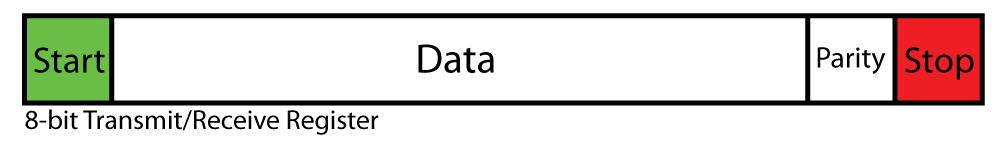 Start Data Parity Stop
8-bit Transmit/Receive Register